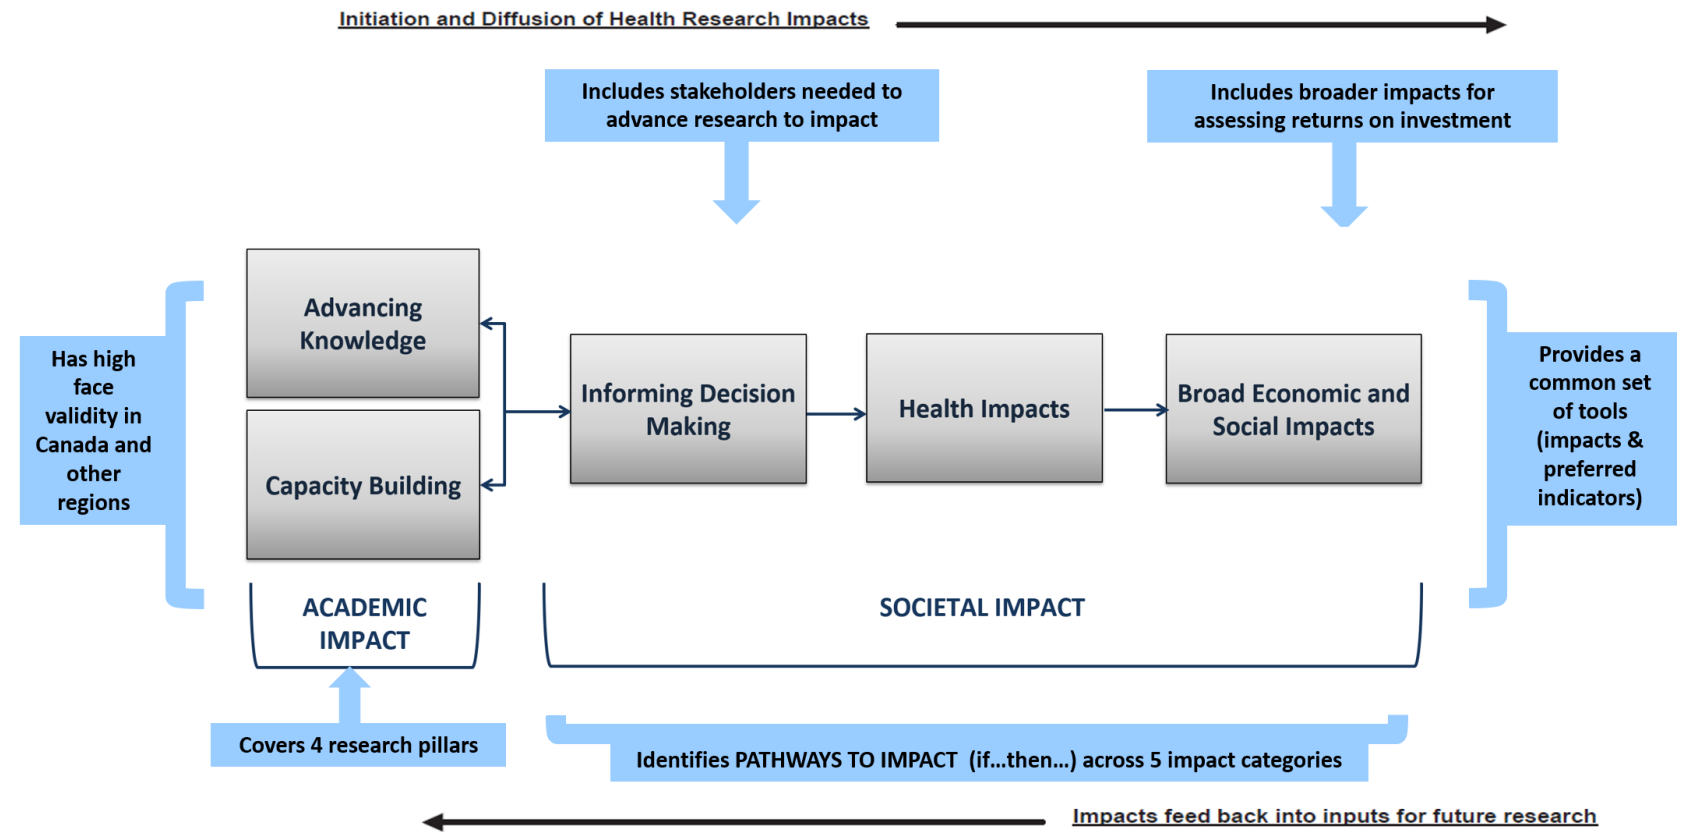 Initiation and Diffusion of Health Research Impacts
Includes stakeholders needed to
advance research to impact
Includes broader impacts for
assessing returns on investment
Has high
face
validity in
Canada and
other
regions
Advancing
Knowledge
Capacity Building
Informing Decision
Making
Health Impacts
Broad Economic and
Social Impacts
Provides a
common set
of tools
(impacts &
preferred
indicators)
ACADEMIC
IMPACT
SOCIETAL IMPACT
Covers 4 research pillars
Identifies PATHWAYS TO IMPACT (if...then...) across 5 impact categories
Impacts feed back into inputs for future research